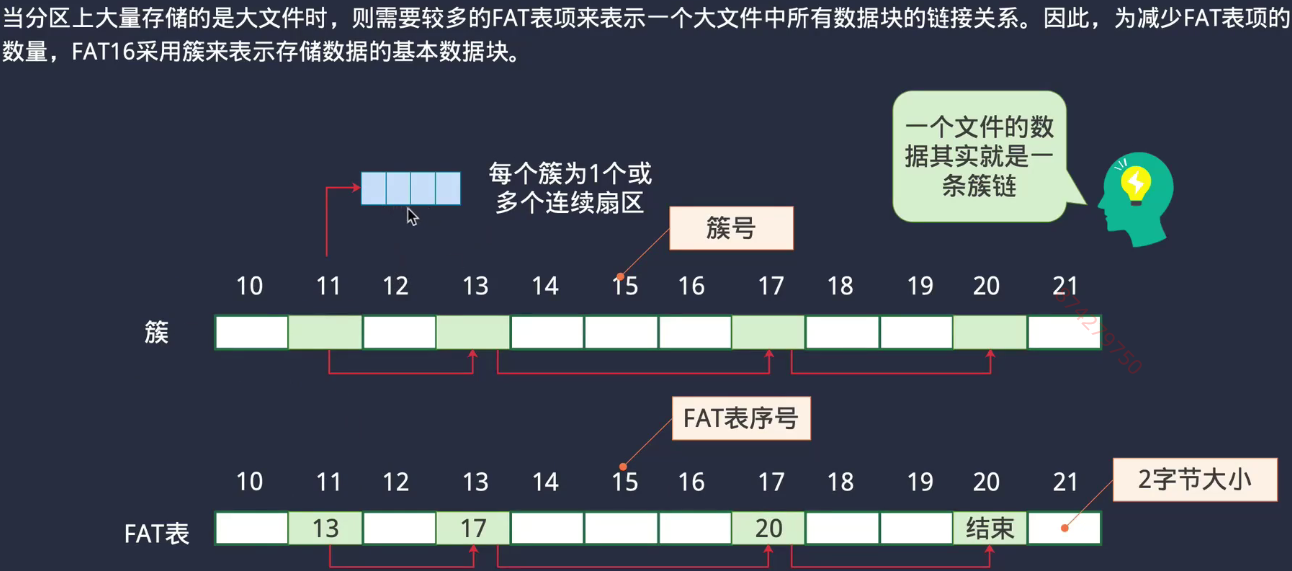 当分区上大量存储的是大文件时，则需要较多的FAT表项来表示一个大文件中所有数据块的链接关系。因此，为减少FAT表项的
数量，FAT16采用簇来表示存储数据的基本数据块。
一个文件的数
据其实就是一
条簇链
每个簇为1个或
多个连续扇区
簇号
10 11 12 13 14 15 16 17 18 19 20 21
簇
FAT表序号
10 11 12 13 14 15 16 17 18 19 20 21
2字节大小
FAT表 13 17 20 结束